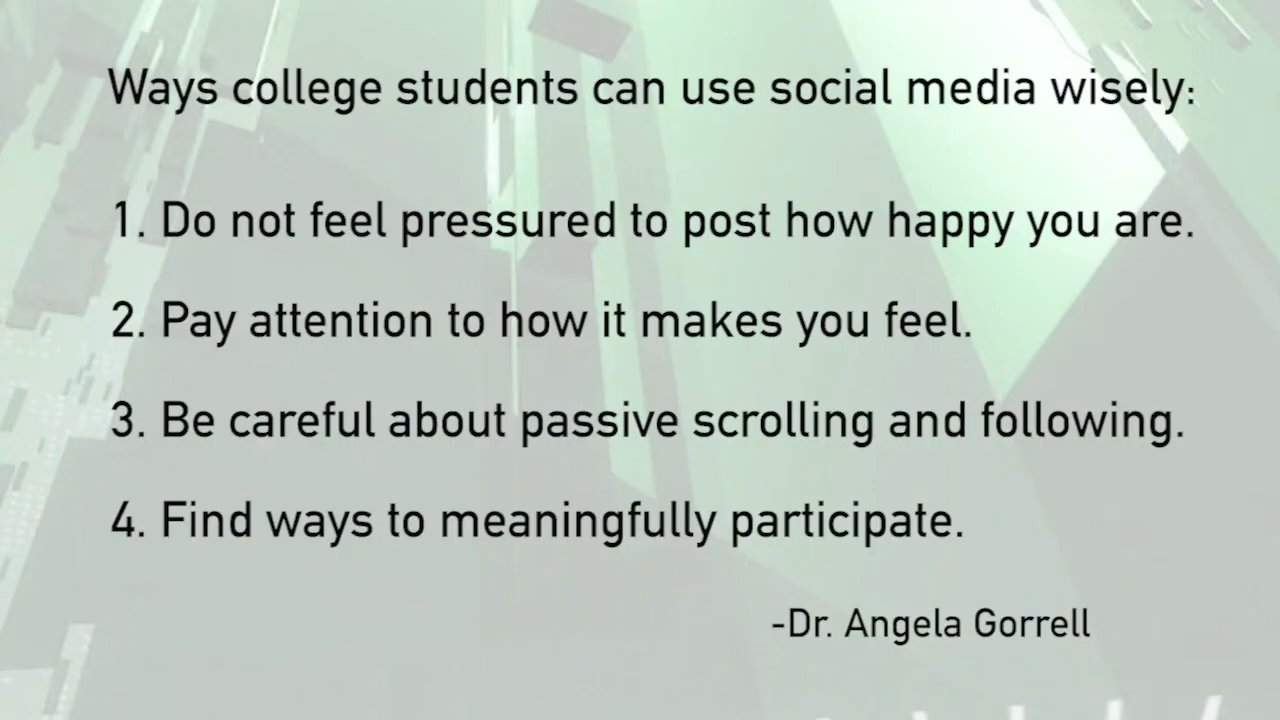 Ways college students can use social media wisely:
1. Do not feel pressured to post how happy you are.
2. Pay attention to how it makes you feel.
3. Be careful about passive scrolling and following.
4. Find ways to meaningfully participate.
-Dr. Angela Gorrell